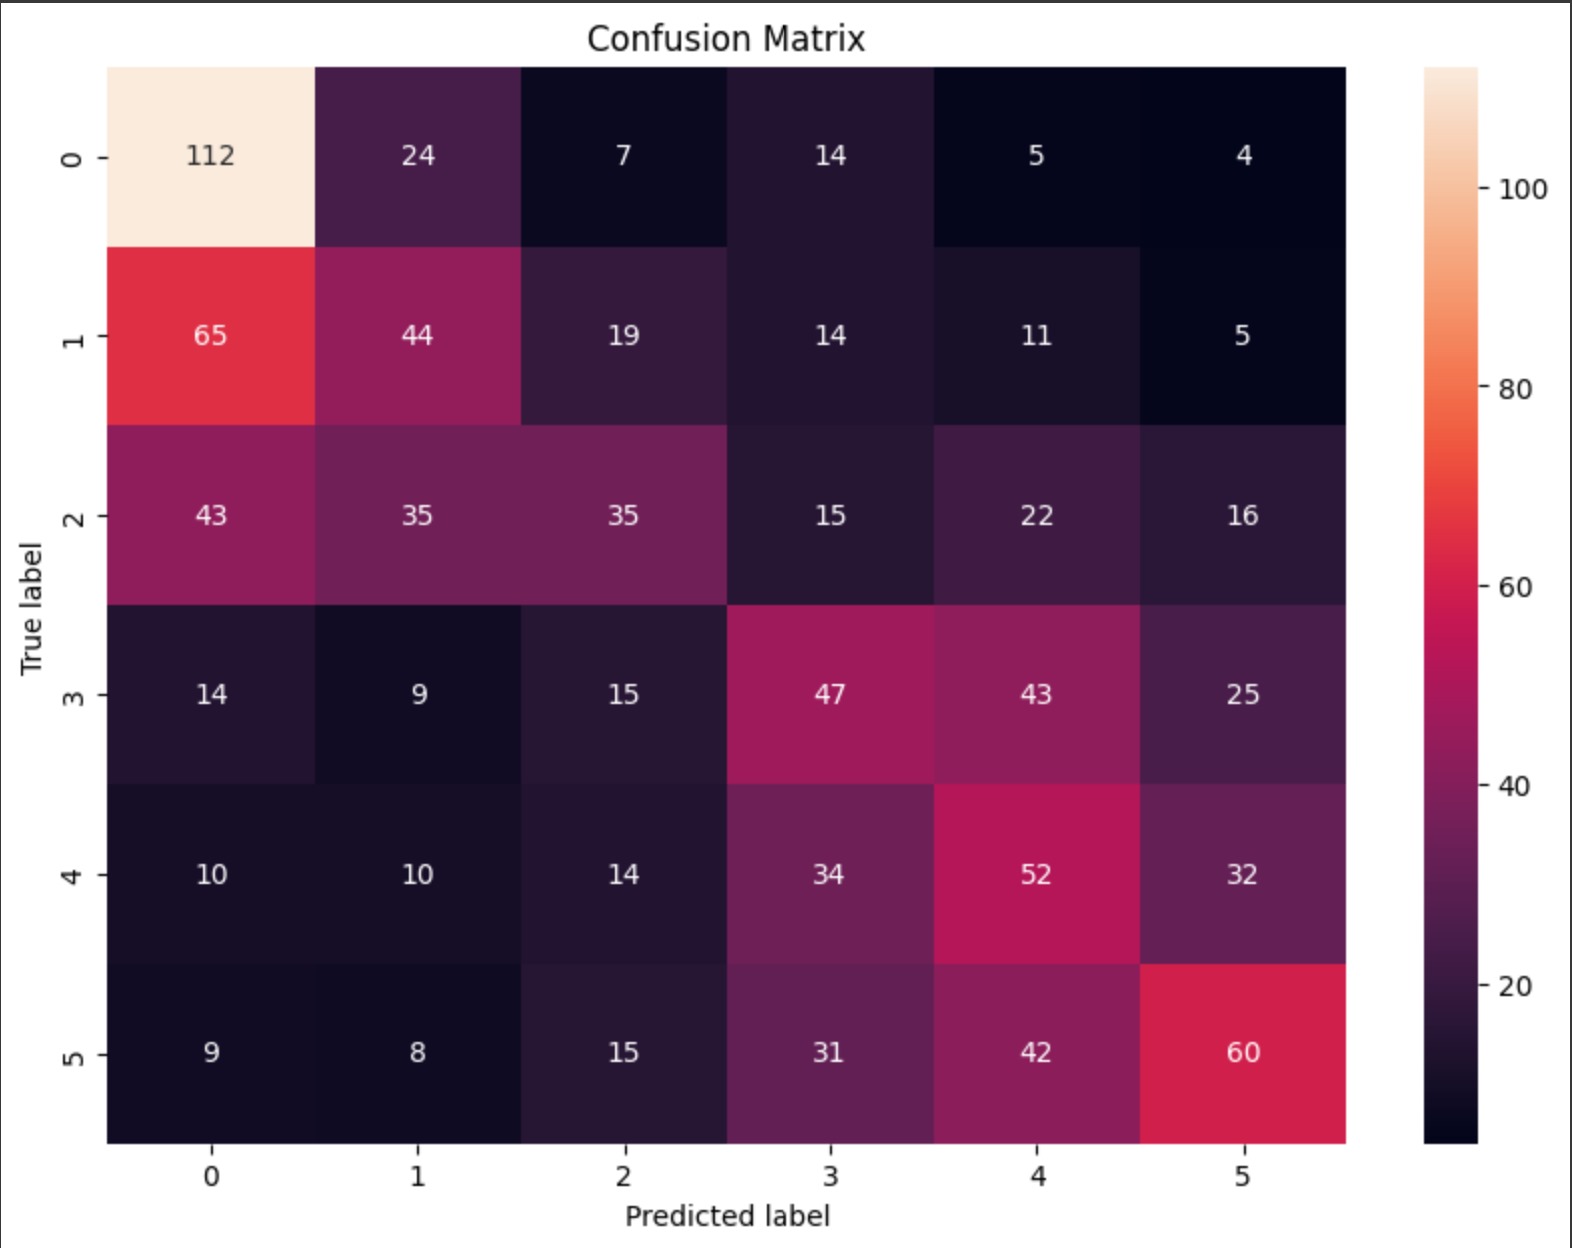 Confusion Matrix
0 112 24 7 14 5 4
100
1 65 44 19 14 11 5
80
2 43 35 35 15 22 16
60
True label
3 14 9 15 47 43 25
40
4 10 10 14 34 52 32
20
5 9 8 15 31 42 60
0 1 2 3 4 5
Predicted label